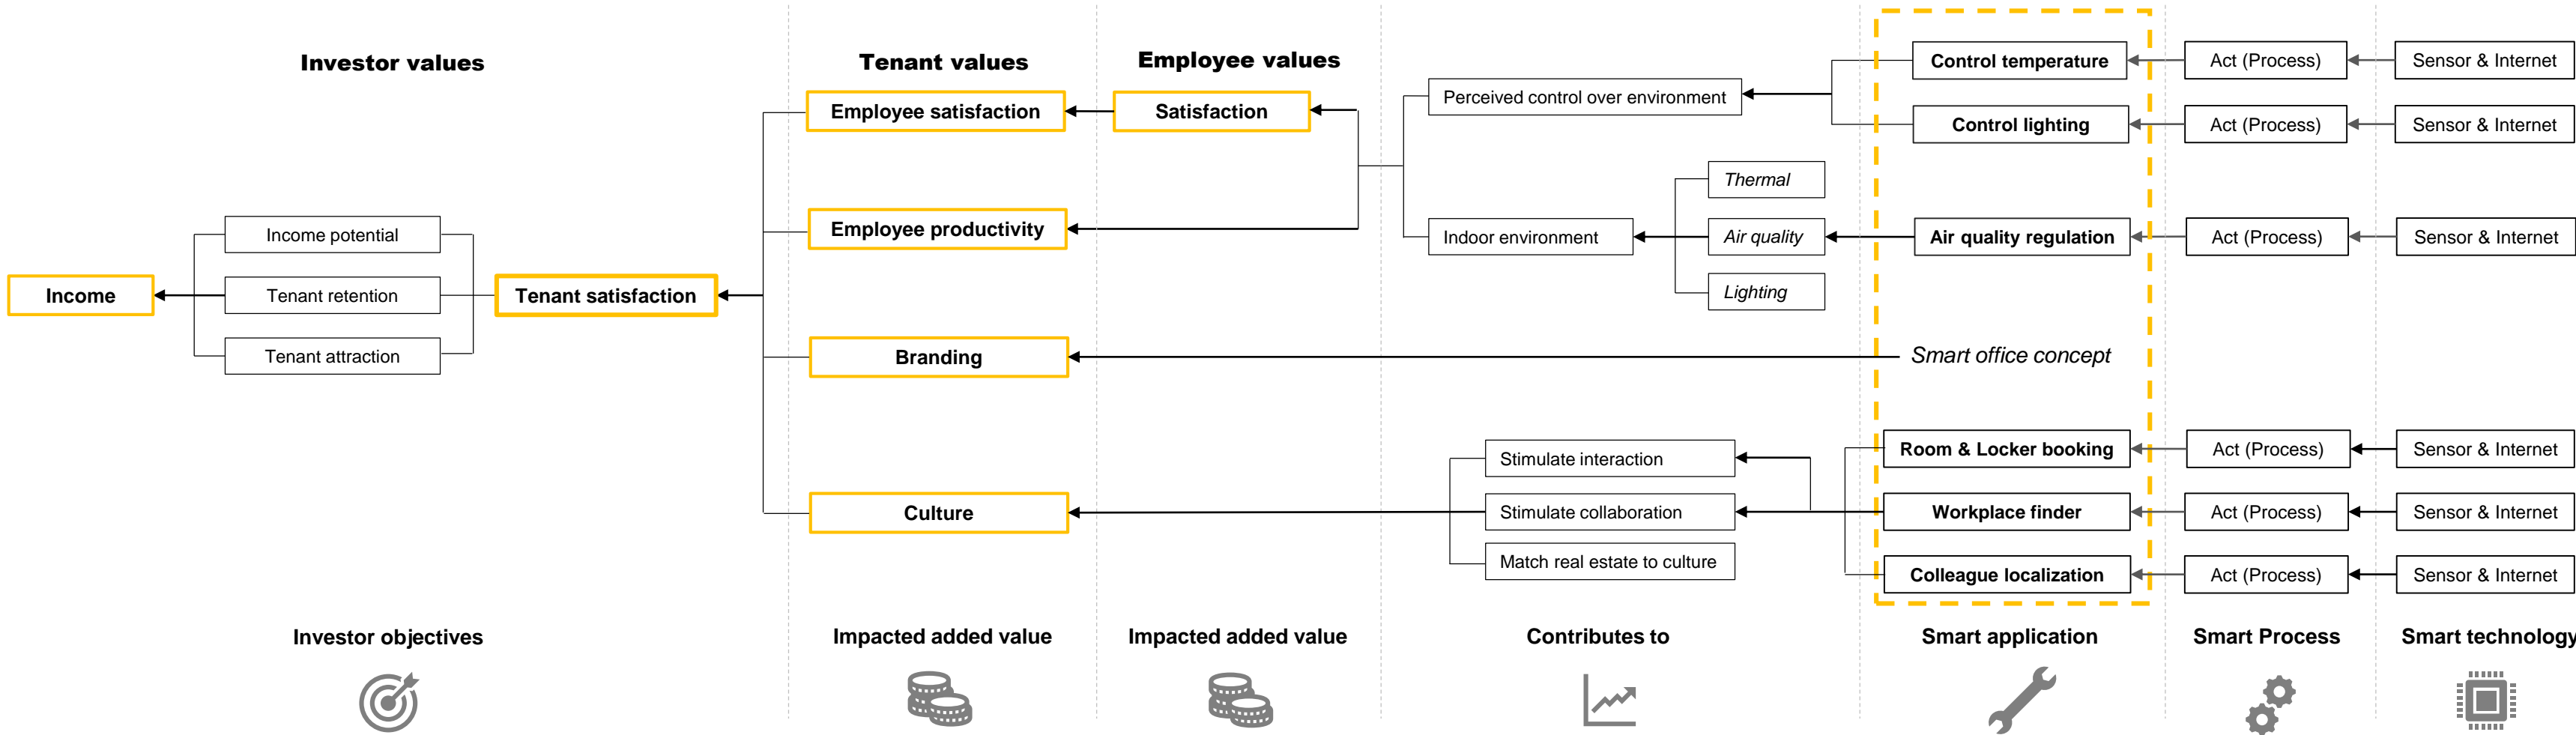 Investor values
Tenant values
Employee values
Control temperature
Act (Process)
Sensor & Internet
Perceived control over environment
Employee satisfaction
Satisfaction
Control lighting
Act (Process)
Sensor & Internet
Thermal
Income potential
Employee productivity
Indoor environment
Air quality
Air quality regulation
Act (Process)
Sensor & Internet
Income
Tenant retention
Tenant satisfaction
Lighting
Tenant attraction
Branding
Smart office concept
Stimulate interaction
Room & Locker booking
Act (Process)
Sensor & Internet
Culture
Stimulate collaboration
Workplace finder
Act (Process)
Sensor & Internet
Match real estate to culture
Colleague localization
Act (Process)
Sensor & Internet
Investor objectives
Impacted added value
Impacted added value
Contributes to
Smart application
Smart Process
Smart technology